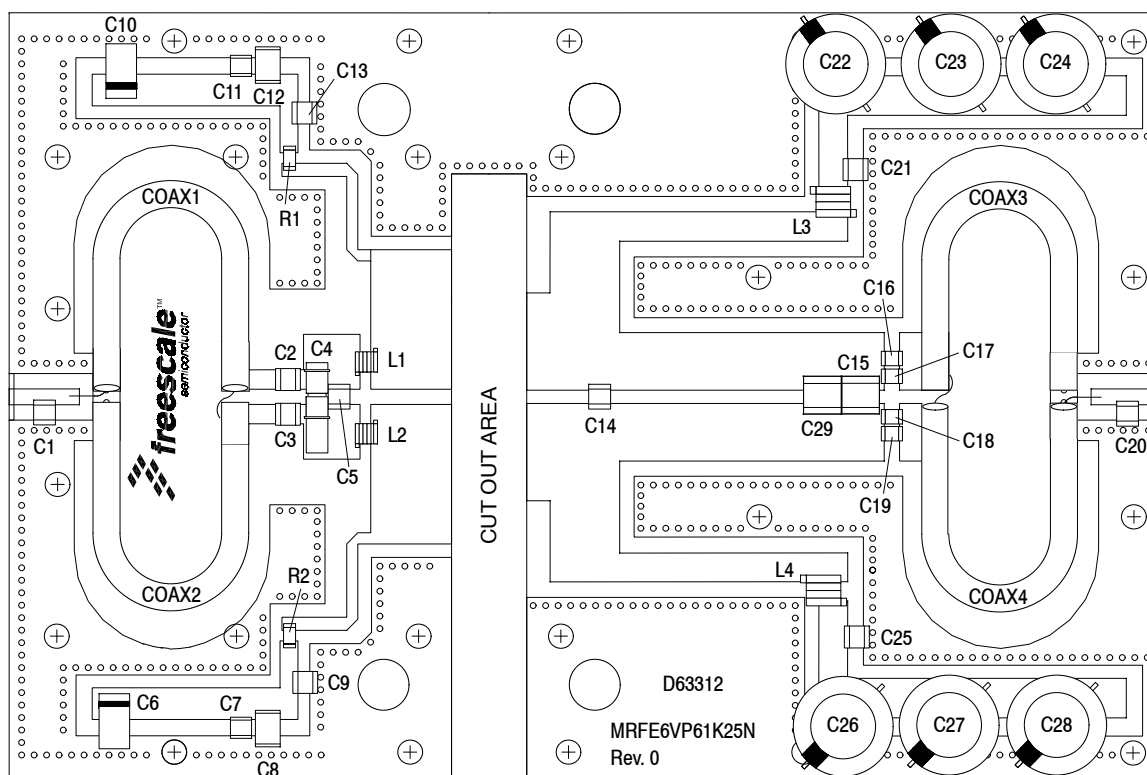 C10
C11
C12
C13
C22
C23
C24
C21
COAX1
R1
L3
COAX3
freescale™
semiconductor
C2
C4
L1
C16
C15
C17
C1
C3
C5
L2
C14
C29
C18
C20
C19
CUT OUT AREA
COAX2
R2
L4
COAX4
C25
C6
C7
C9
C8
D63312
MRFE6VP61K25N
Rev. 0
C26
C27
C28